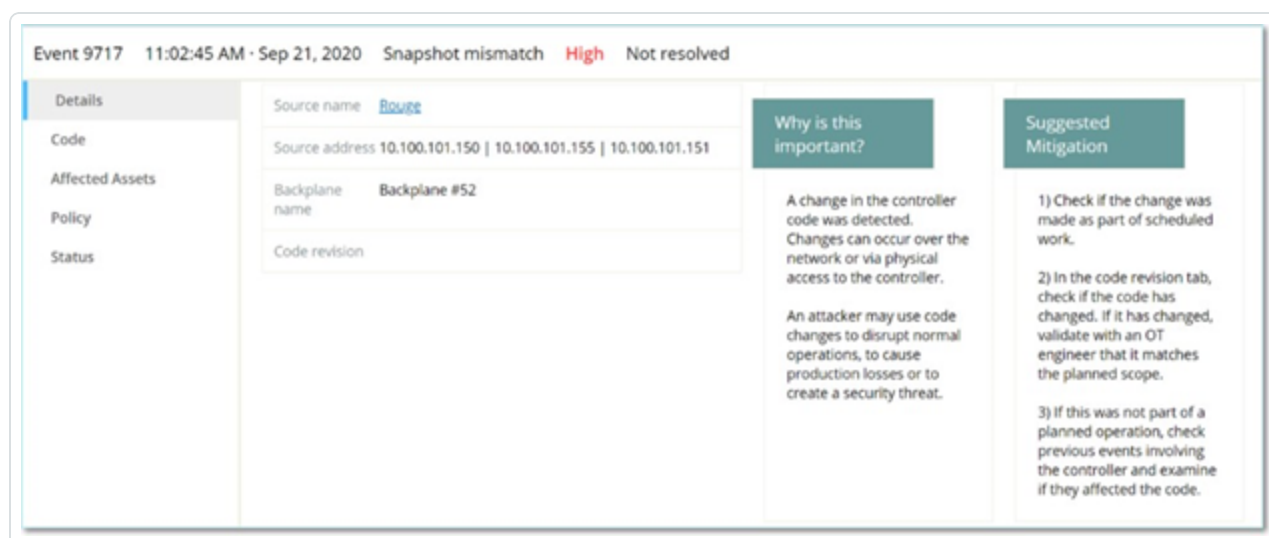 Event 9717 11:02:45 AM · Sep 21, 2020 Snapshot mismatch High Not resolved
Details
Code
Affected Assets
Policy
Status
Source name Rouge
Source address 10.100.101.150 | 10.100.101.155 | 10.100.101.151
Backplane
name
Backplane #52
Code revision
Why is this
important?
A change in the controller
code was detected.
Changes can occur over the
network or via physical
access to the controller.
An attacker may use code
changes to disrupt normal
operations, to cause
production losses or to
create a security threat.
Suggested
Mitigation
1) Check if the change was
made as part of scheduled
work.
2) In the code revision tab,
check if the code has
changed. If it has changed,
validate with an OT
engineer that it matches
the planned scope.
3) If this was not part of a
planned operation, check
previous events involving
the controller and examine
if they affected the code.